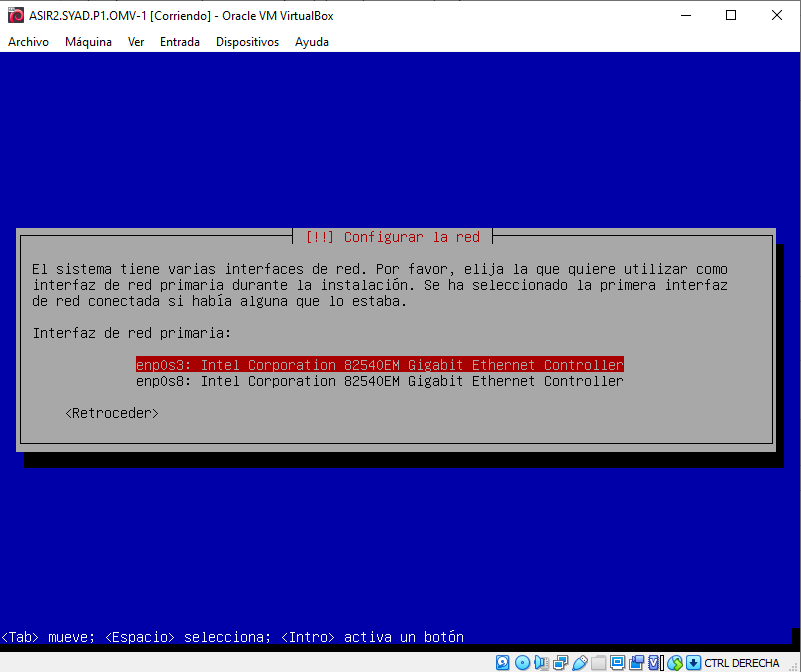 ASIR2.SYAD.P1.OMV-1 [Corriendo] - Oracle VM VirtualBox
Archivo Máquina Ver Entrada Dispositivos Ayuda
[!!] Configurar la red
El sistema tiene varias interfaces de red. Por favor, elija la que quiere utilizar como
interfaz de red primaria durante la instalación. Se ha seleccionado la primera interfaz
de red conectada si había alguna que lo estaba.
Interfaz de red primaria:
enp0s3: Intel Corporation 82540EM Gigabit Ethernet Controller
enp0s8: Intel Corporation 82540EM Gigabit Ethernet Controller
<Retroceder>
<Tab> mueve; <Espacio> selecciona; <Intro> activa un botón
CTRL DERECHA